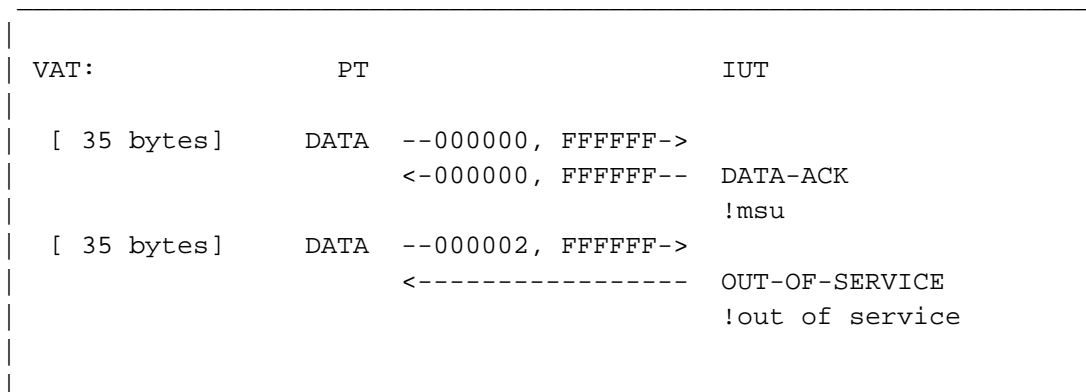 VAT: PT IUT
[ 35 bytes] DATA --000000, FFFFFF->
<-000000, FFFFFF-- DATA-ACK
!msu
[ 35 bytes] DATA --000002, FFFFFF->
<----------------- OUT-OF-SERVICE
!out of service